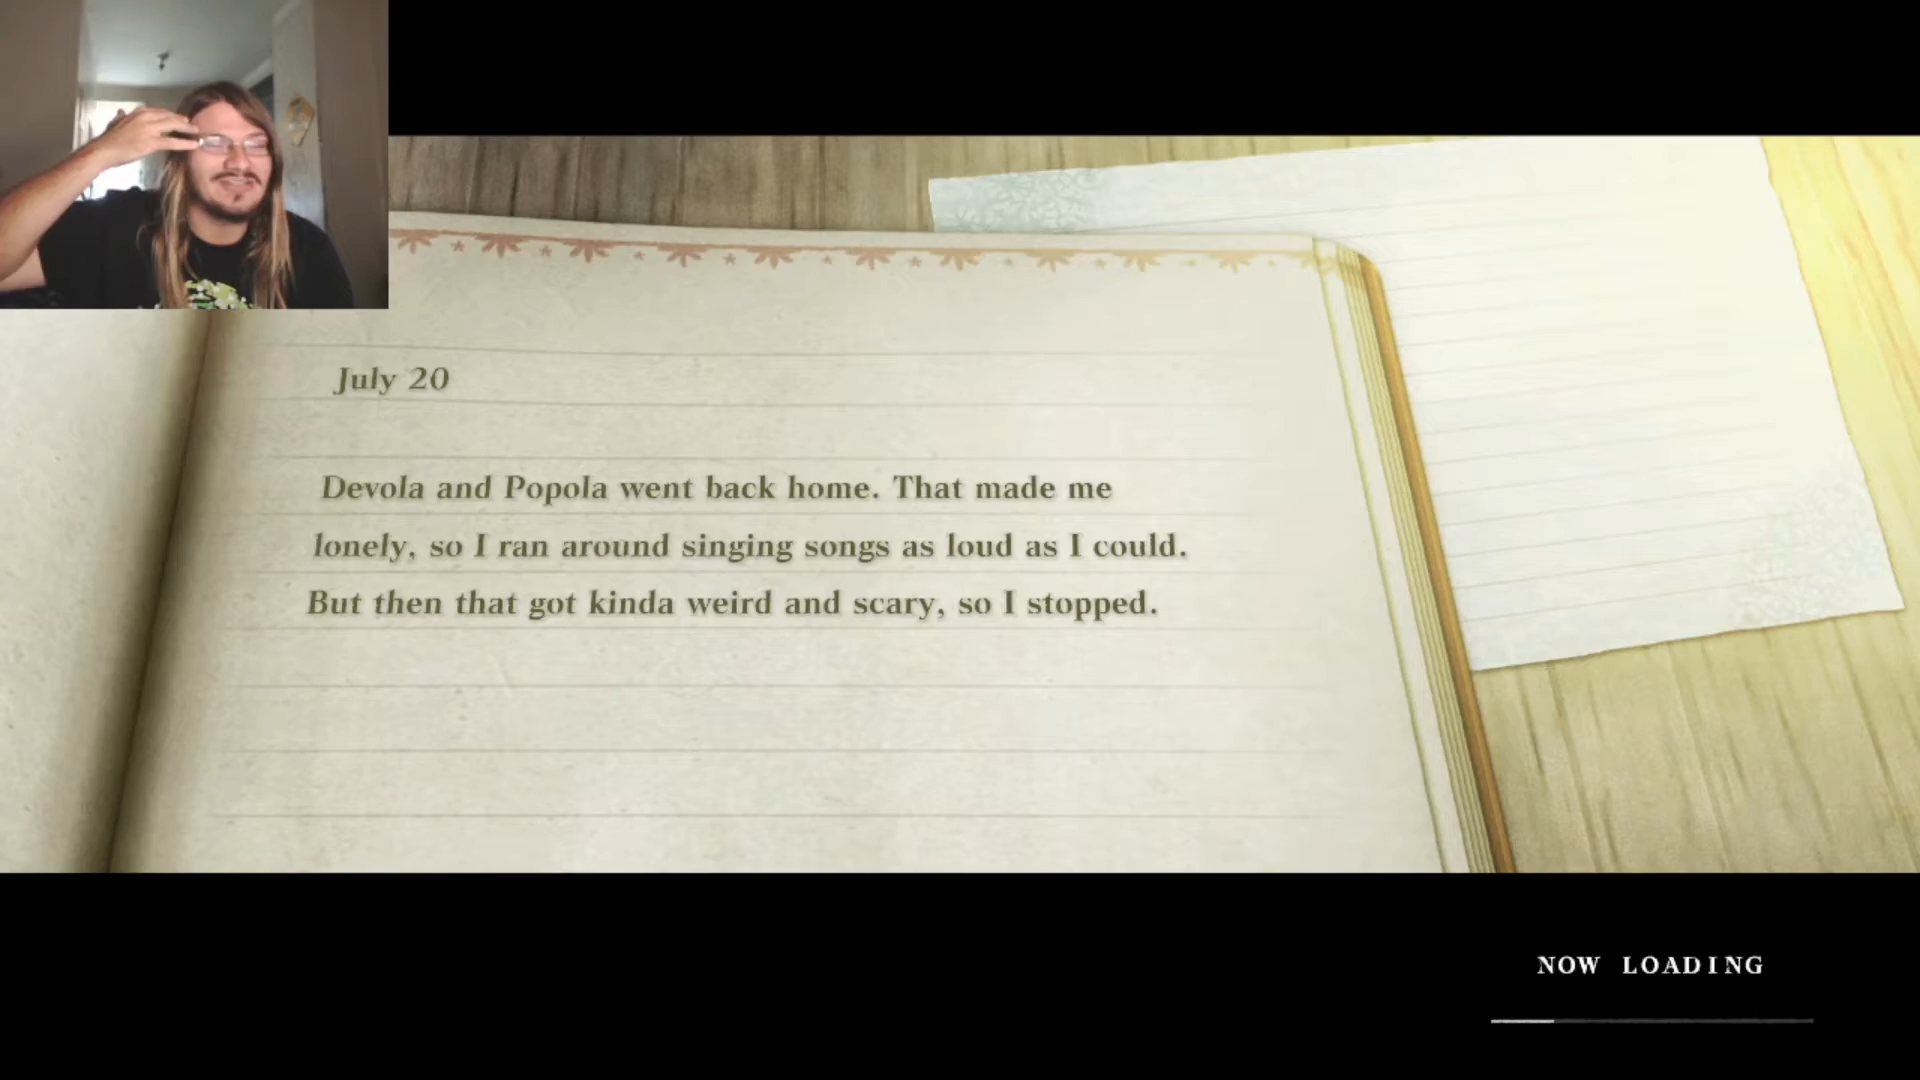 July 20
Devola and Popola went back home. That made me
lonely, so I ran around singing songs as loud as I could.
But then that got kinda weird and scary, so I stopped.
NOW LOADING